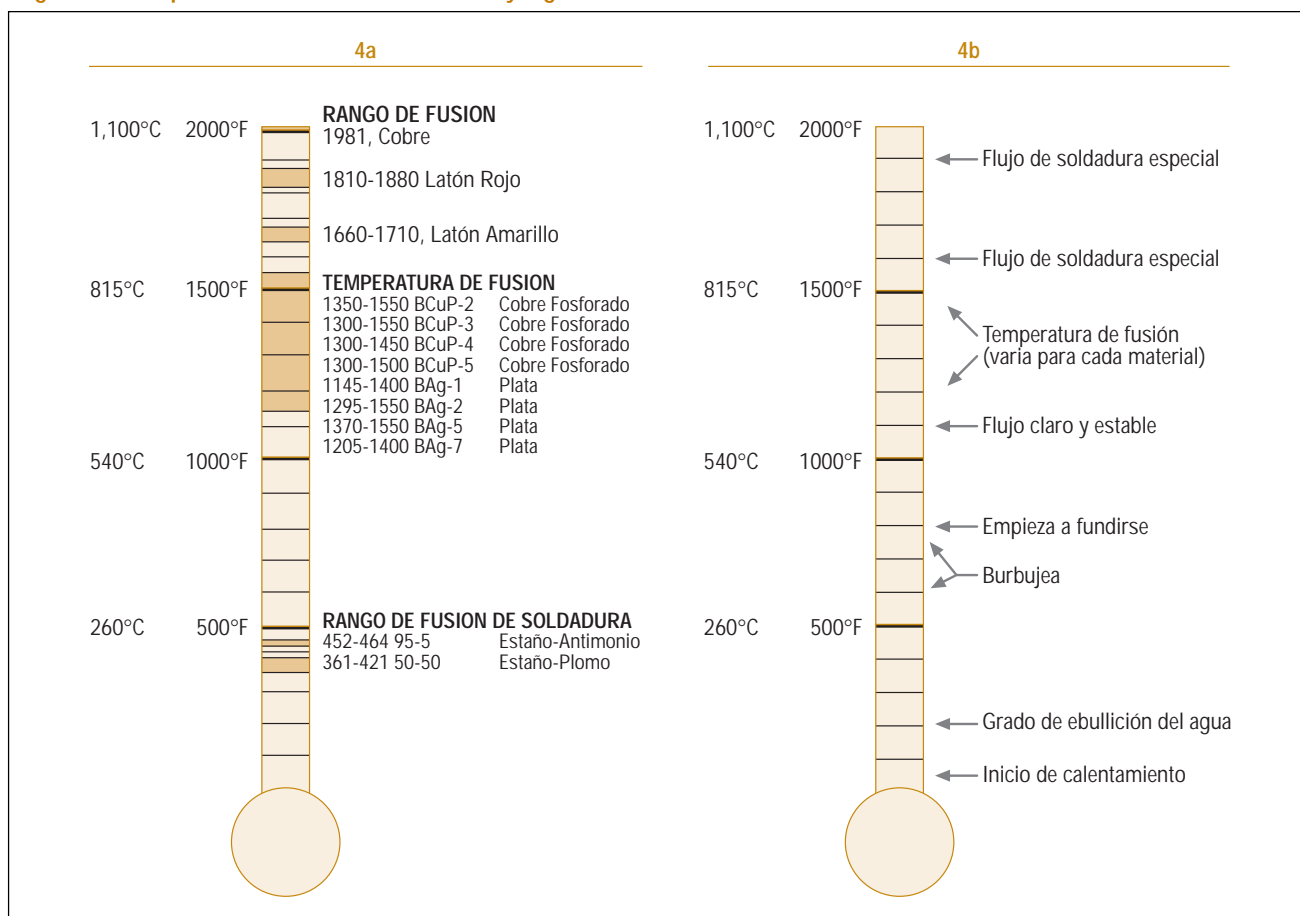 4a
1,100°C 2000°F
RANGO DE FUSION
1981, Cobre
1810-1880 Latón Rojo
1660-1710, Latón Amarillo
815°C 1500°F
TEMPERATURA DE FUSION
1350-1550 BCuP-2 Cobre Fosforado
1300-1550 BCuP-3 Cobre Fosforado
1300-1450 BCuP-4 Cobre Fosforado
1300-1500 BCuP-5 Cobre Fosforado
1145-1400 BAg-1 Plata
1295-1550 BAg-2 Plata
1370-1550 BAg-5 Plata
1205-1400 BAg-7 Plata
540°C 1000°F
260°C 500°F
RANGO DE FUSION DE SOLDADURA
452-464 95-5 Estaño-Antimonio
361-421 50-50 Estaño-Plomo
4b
1,100°C 2000°F
Flujo de soldadura especial
Flujo de soldadura especial
815°C 1500°F
Temperatura de fusión
(varia para cada material)
Flujo claro y estable
540°C 1000°F
Empieza a fundirse
Burbujea
260°C 500°F
Grado de ebullición del agua
Inicio de calentamiento